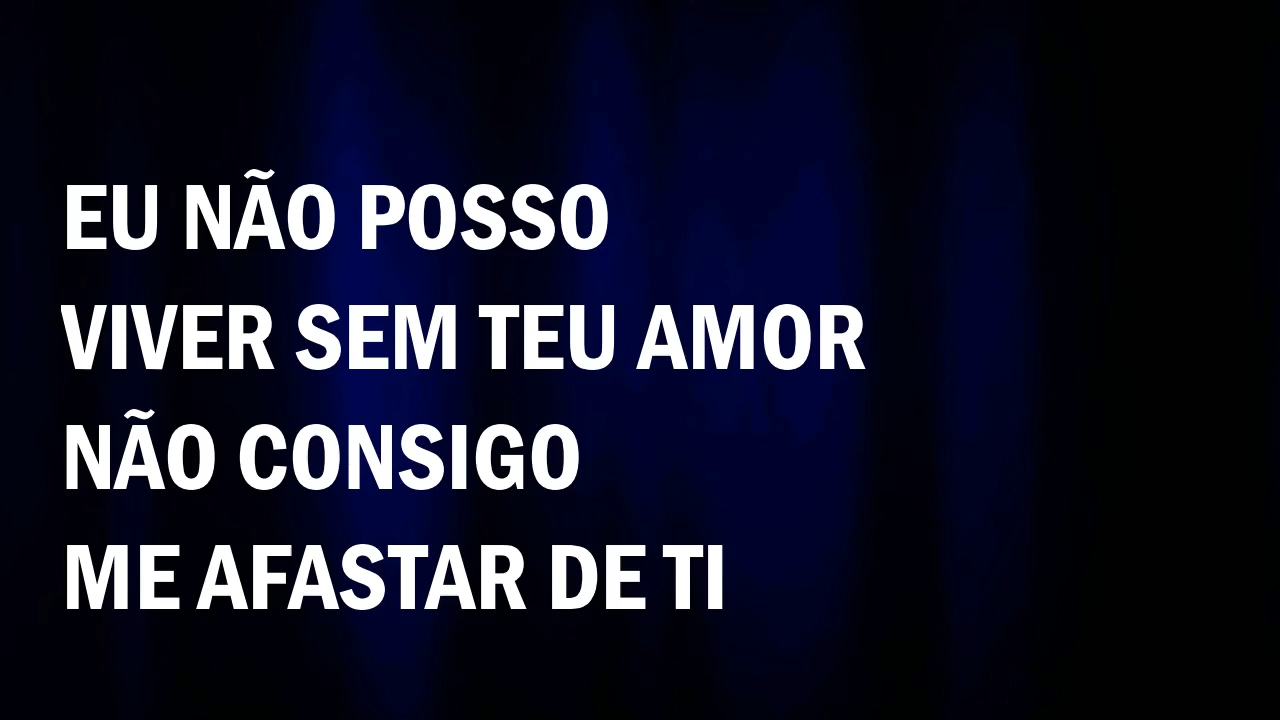 EU NÃO POSSO
VIVER SEM TEU AMOR
NÃO CONSIGO
ME AFASTAR DE TI